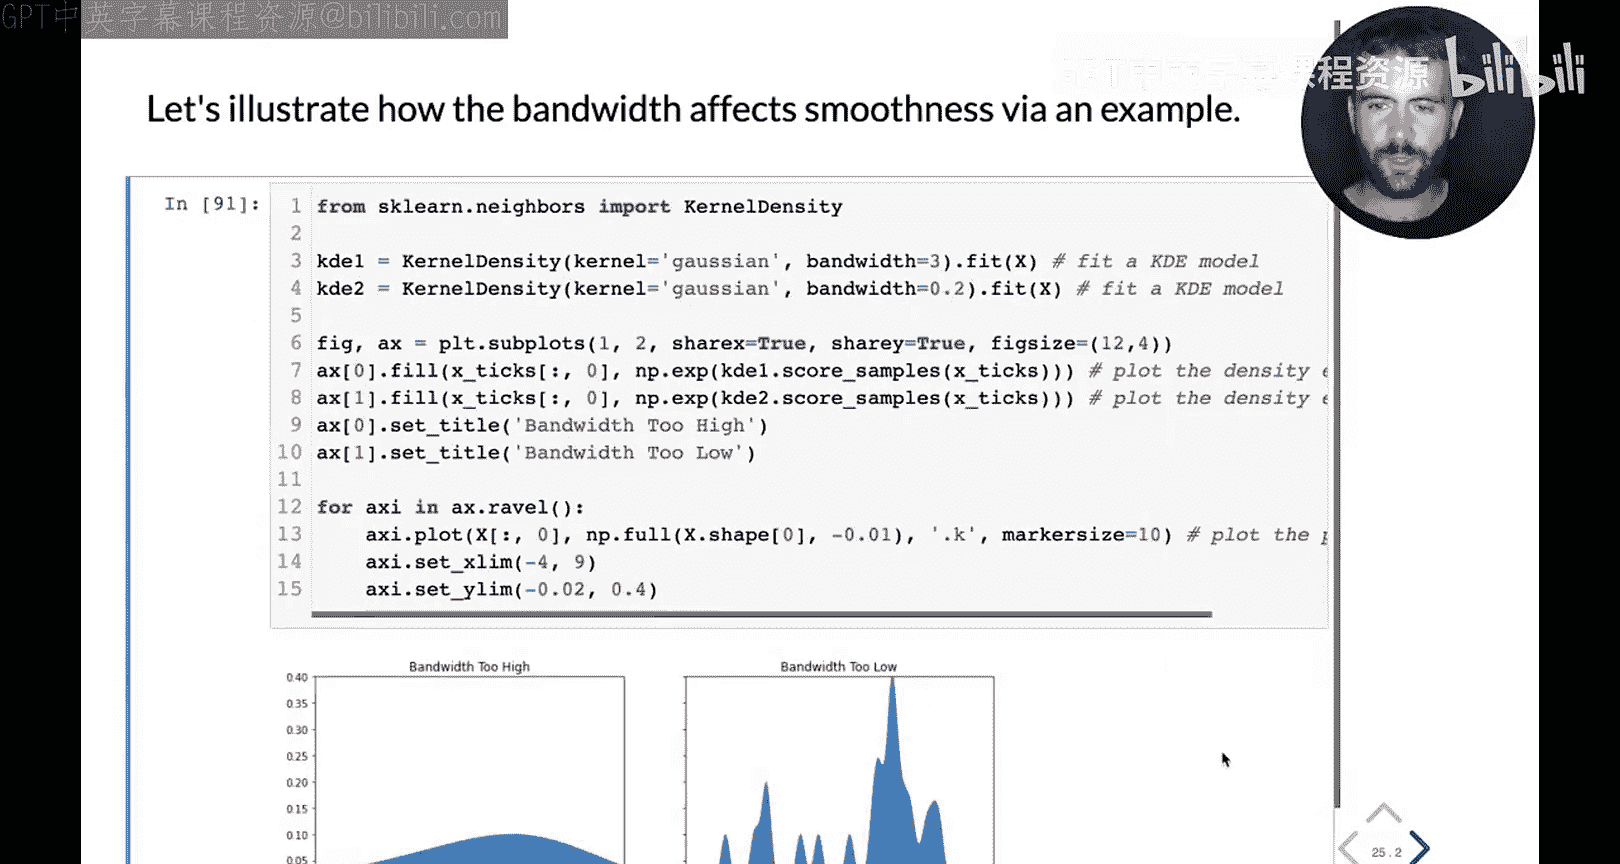 GPT中英字幕课程资源@bilibili.com
课程资源 bilibili
Let's illustrate how the bandwidth affects smoothness via an example.
In [91]:
1 from sklearn.neighbors import KernelDensity
2
3 kde1 = KernelDensity(kernel='gaussian', bandwidth=3).fit(X) # fit a KDE model
4 kde2 = KernelDensity(kernel='gaussian', bandwidth=0.2).fit(X) # fit a KDE model
5
6 fig, ax = plt.subplots(1, 2, sharex=True, sharey=True, figsize=(12,4))
7 ax[0].fill(x_ticks[:, 0], np.exp(kde1.score_samples(x_ticks))) # plot the density
8 ax[1].fill(x_ticks[:, 0], np.exp(kde2.score_samples(x_ticks))) # plot the density
9 ax[0].set_title('Bandwidth Too High')
10 ax[1].set_title('Bandwidth Too Low')
11
12 for axi in ax.ravel():
13 axi.plot(X[:, 0], np.full(X.shape[0], -0.01), '.k', markersize=10) # plot the
14 axi.set_xlim(-4, 9)
15 axi.set_ylim(-0.02, 0.4)
Bandwidth Too High
Bandwidth Too Low
0.40
0.35
0.30
0.25
0.20
0.15
0.10
0.05
25.2